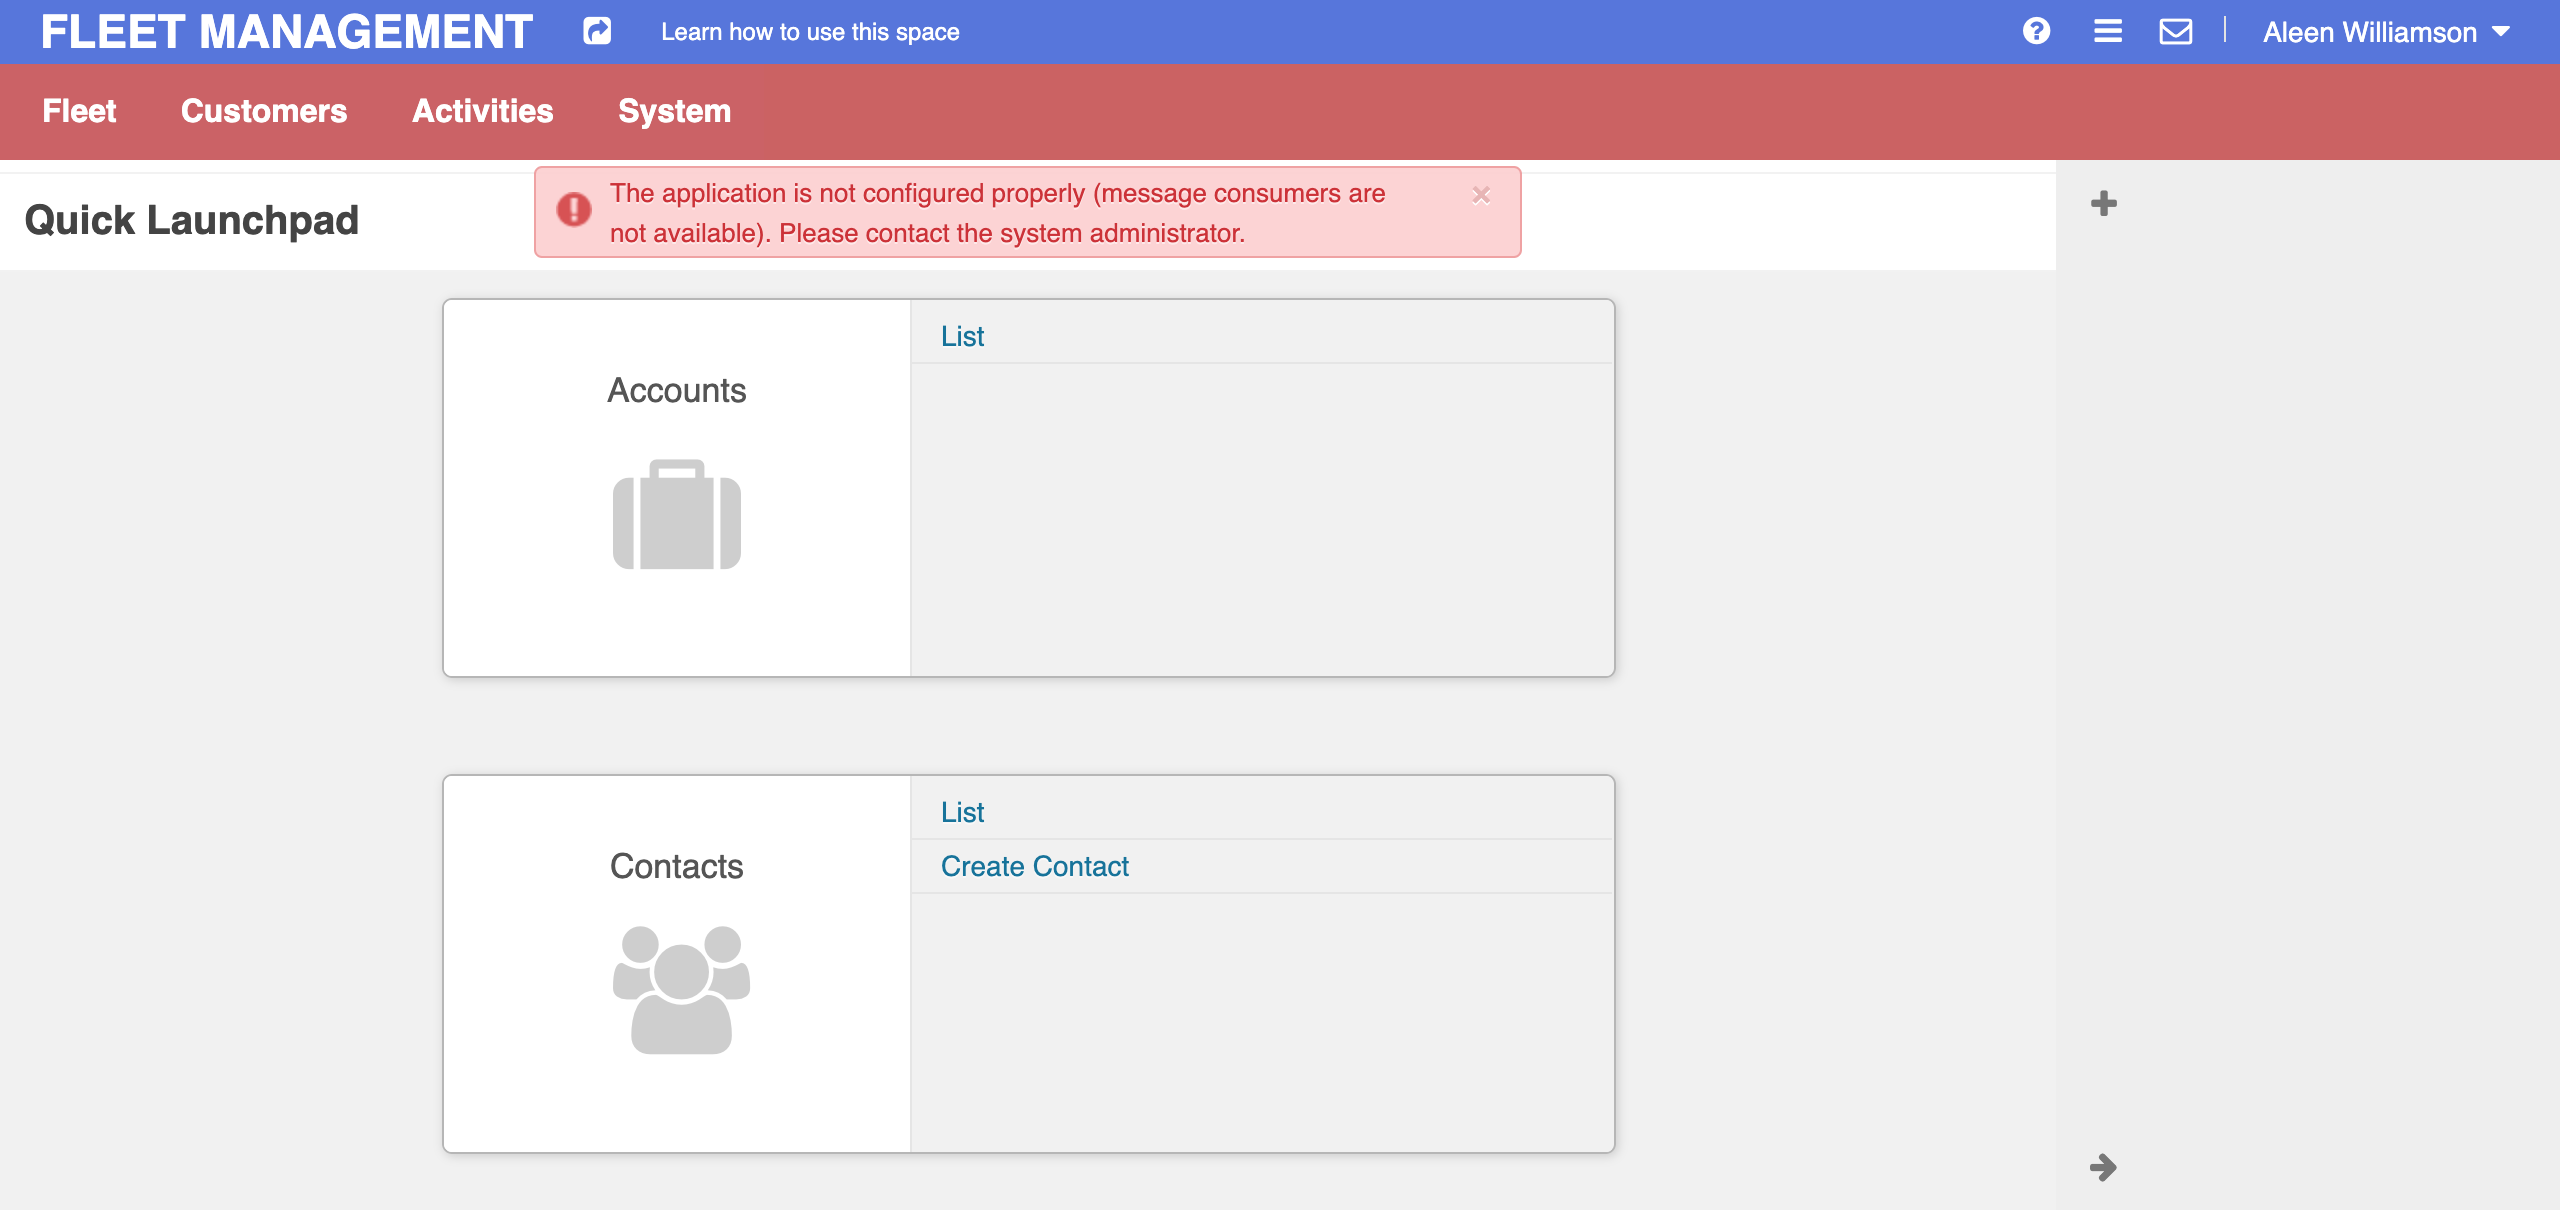 FLEET MANAGEMENT
Learn how to use this space
Aleen Williamson
Fleet
Customers
Activities
System
Quick Launchpad
The application is not configured properly (message consumers are
not available). Please contact the system administrator.
Accounts
List
Contacts
List
Create Contact